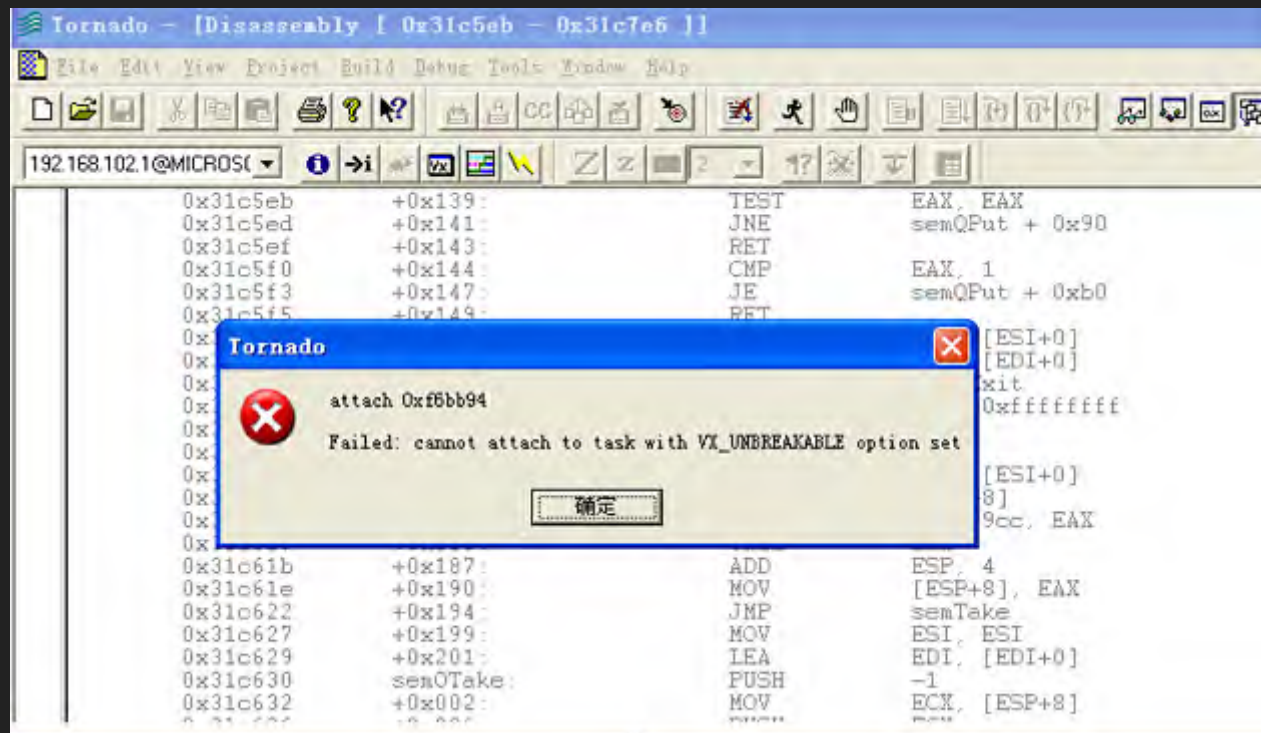 Tornado - [Disassembly [ 0x31c5eb - 0x31c7e6 ]]
File Edit View Project Build Debug Tools Window Help
CC
192.168.102.1@MICROS(
2
0x31c5eb +0x139: TEST EAX, EAX
0x31c5ed +0x141: JNE semQPut + 0x90
0x31c5ef +0x143: RET
0x31c5f0 +0x144: CMP EAX, 1
0x31c5f3 +0x147: JE semQPut + 0xb0
0x31c5f5 +0x149: RET
Tornado
attach 0xf6bb94
Failed: cannot attach to task with VX_UNBREAKABLE option set
确定
[ESI+0]
[EDI+0]
0xffffffff
[ESI+0]
EAX
0x31c61b +0x187: ADD ESP, 4
0x31c61e +0x190: MOV [ESP+8], EAX
0x31c622 +0x194: JMP semTake
0x31c627 +0x199: MOV ESI, ESI
0x31c629 +0x201: LEA EDI, [EDI+0]
0x31c630 semOTake: PUSH -1
0x31c632 +0x002: MOV ECX, [ESP+8]